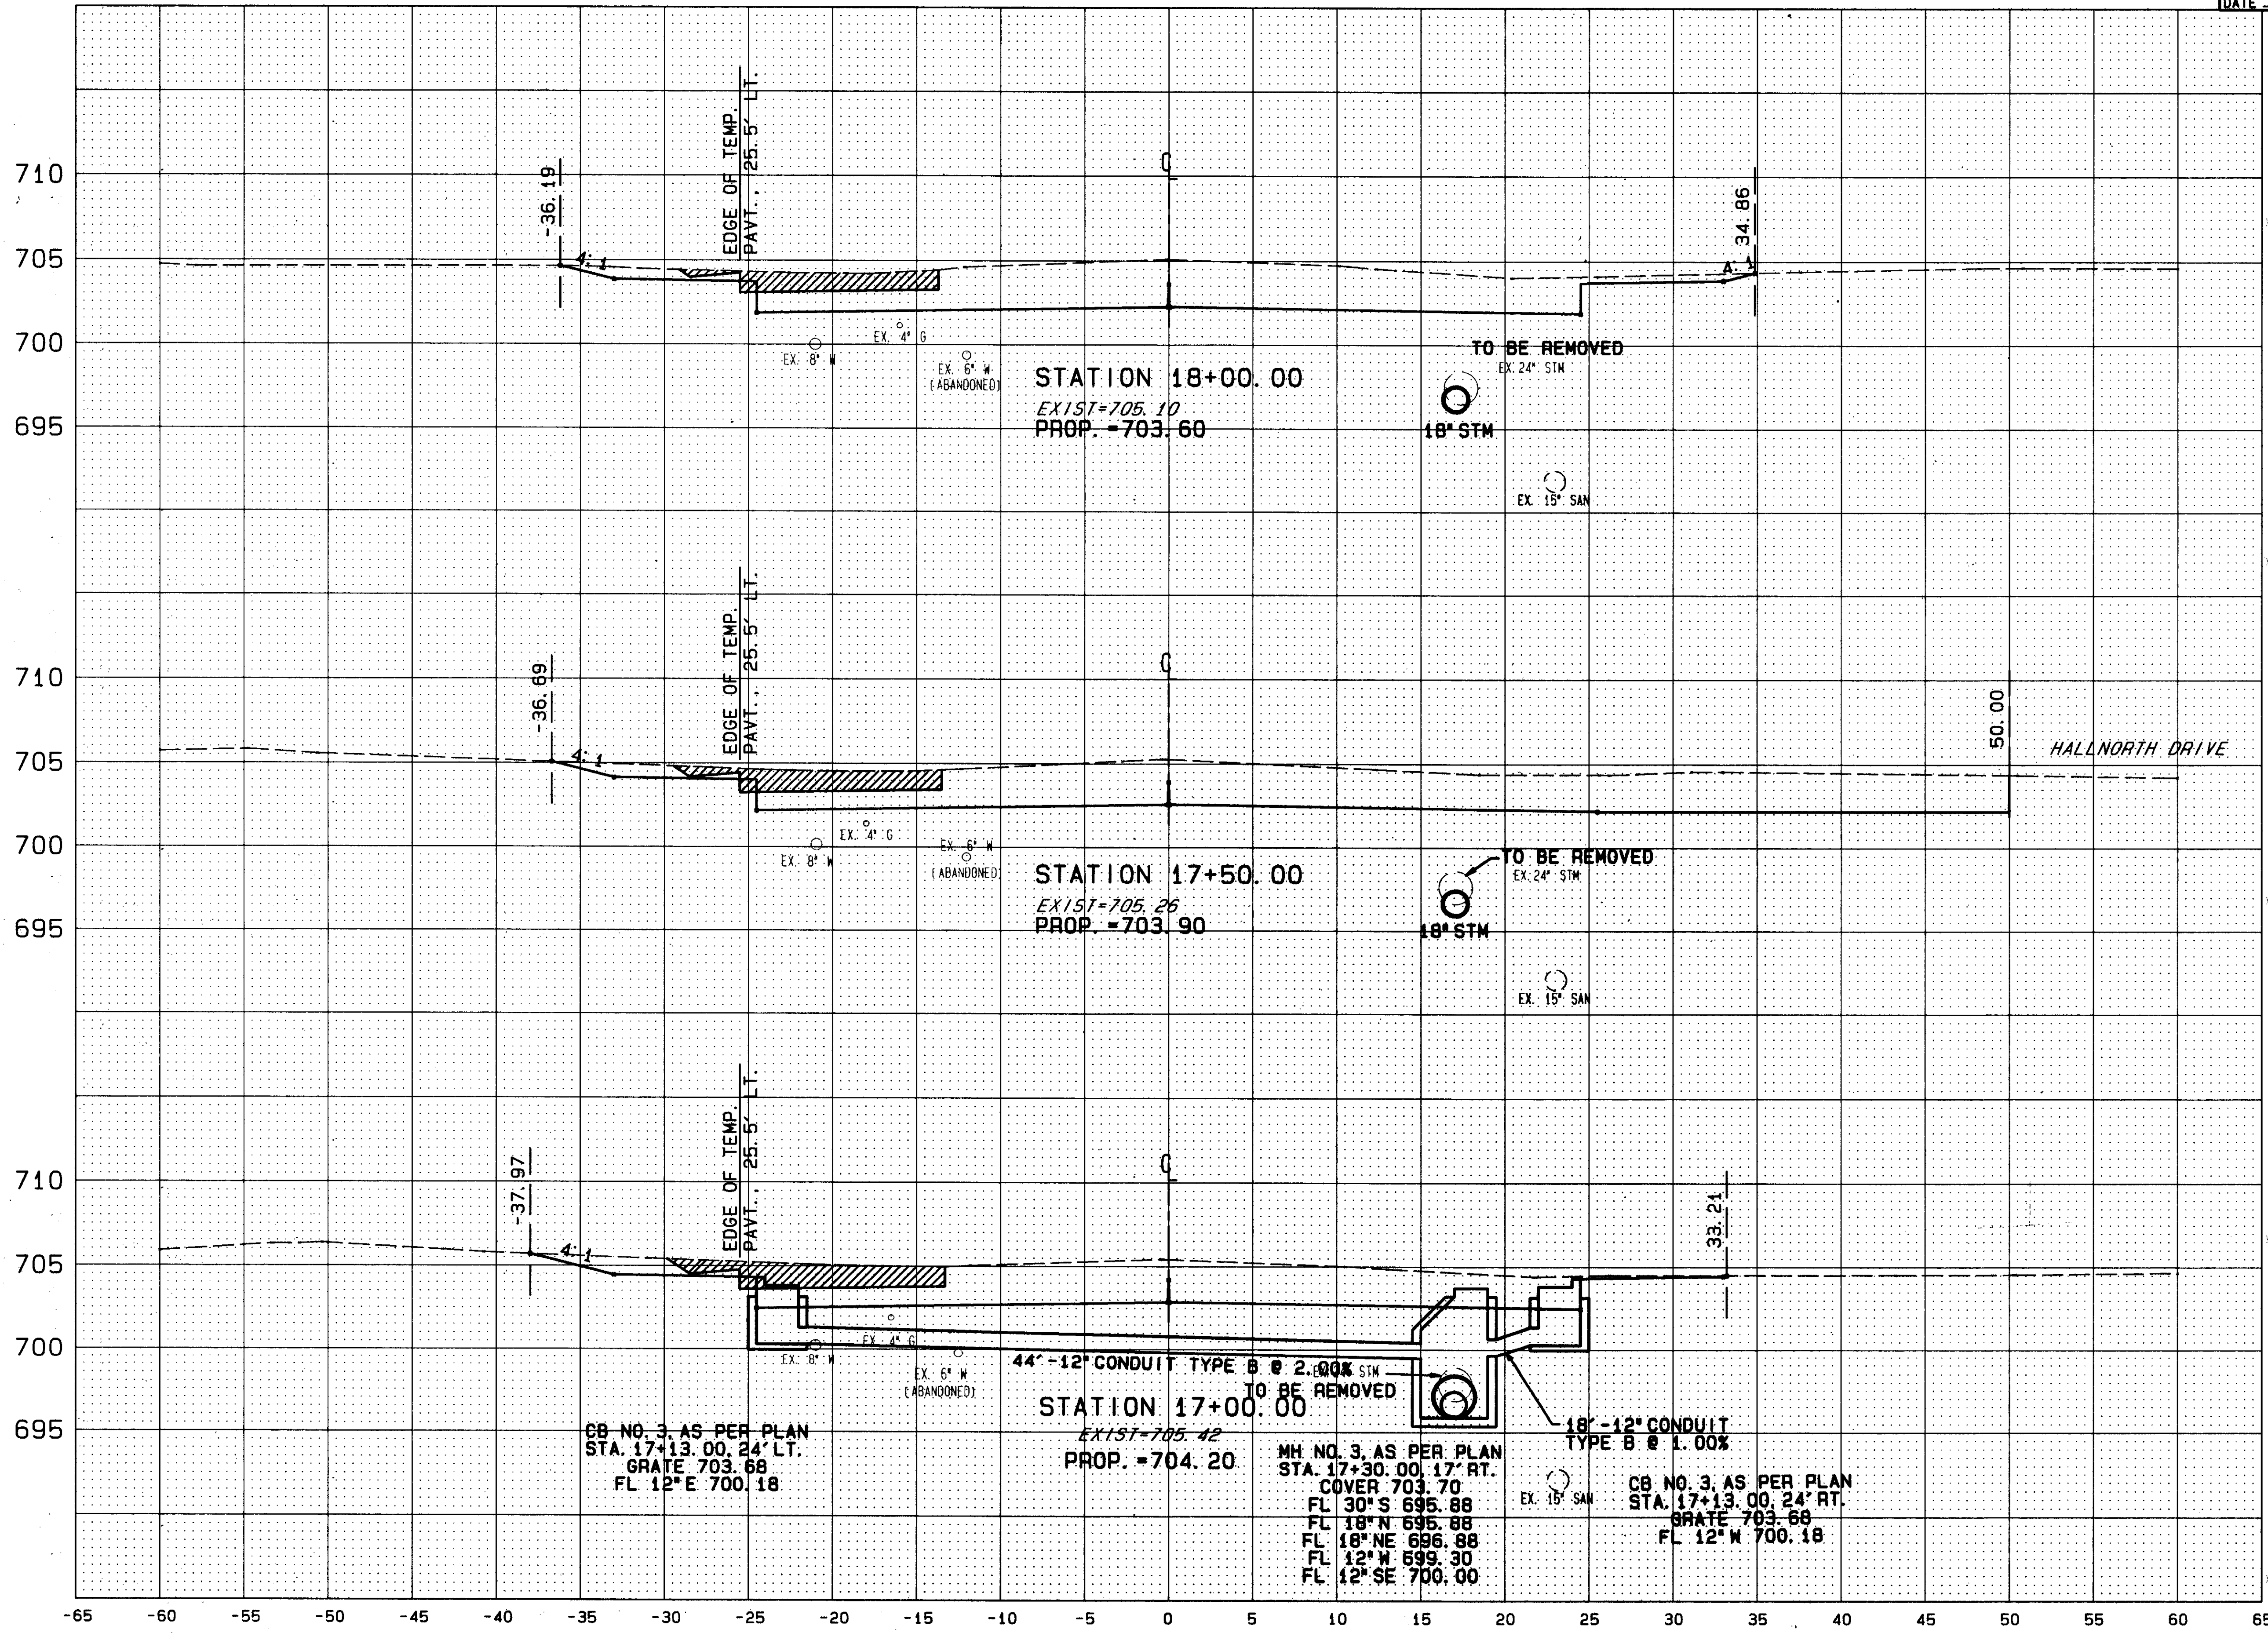 DATE
EDGE OF TEMP.
PAVT., 25.5' LT.
-36.19
34.86
710
705
700
695
4:1
4:1
EX. 8" W
EX. 4" G
EX. 6" W
(ABANDONED)
STATION 18+00.00
EXIST=705.10
PROP.=703.60
TO BE REMOVED
EX. 24" STM
18" STM
EX. 15" SAN
EDGE OF TEMP.
PAVT., 25.5' LT.
-36.69
50.00
HALLNORTH DRIVE
710
705
700
695
4:1
EX. 8" W
EX. 4" G
EX. 6" W
(ABANDONED)
STATION 17+50.00
EXIST=705.26
PROP.=703.90
TO BE REMOVED
EX. 24" STM
18" STM
EX. 15" SAN
EDGE OF TEMP.
PAVT., 25.5' LT.
-37.97
33.21
710
705
700
695
4:1
EX. 8" W
EX. 4" G
EX. 6" W
(ABANDONED)
44'-12" CONDUIT TYPE B @ 2.00%
STM
TO BE REMOVED
STATION 17+00.00
EXIST=705.42
PROP.=704.20
CB NO. 3, AS PER PLAN
STA. 17+13.00, 24' LT.
GRATE 703.68
FL 12" E 700.18
MH NO. 3, AS PER PLAN
STA. 17+30.00, 17' RT.
COVER 703.70
FL 30" S 695.88
FL 18" N 695.88
FL 18" NE 696.88
FL 12" W 699.30
FL 12" SE 700.00
18'-12" CONDUIT
TYPE B @ 1.00%
EX. 15" SAN
CB NO. 3, AS PER PLAN
STA. 17+13.00, 24' RT.
GRATE 703.68
FL 12" W 700.18
-65 -60 -55 -50 -45 -40 -35 -30 -25 -20 -15 -10 -5 0 5 10 15 20 25 30 35 40 45 50 55 60 65